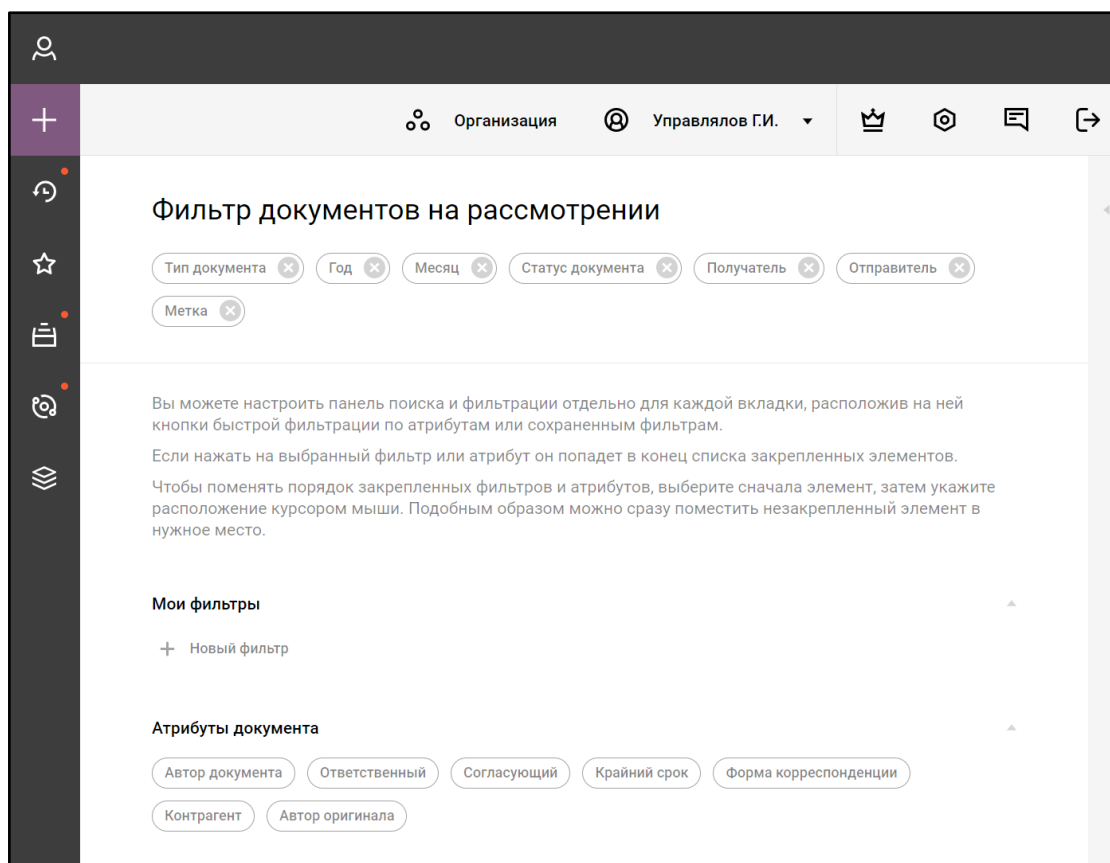 Организация Управлялов Г.И.
Фильтр документов на рассмотрении
Тип документа Год Месяц Статус документа Получатель Отправитель
Метка
Вы можете настроить панель поиска и фильтрации отдельно для каждой вкладки, расположив на ней
кнопки быстрой фильтрации по атрибутам или сохраненным фильтрам.
Если нажать на выбранный фильтр или атрибут он попадет в конец списка закрепленных элементов.
Чтобы поменять порядок закрепленных фильтров и атрибутов, выберите сначала элемент, затем укажите
расположение курсором мыши. Подобным образом можно сразу поместить незакрепленный элемент в
нужное место.
Мои фильтры
Новый фильтр
Атрибуты документа
Автор документа Ответственный Согласующий Крайний срок Форма корреспонденции
Контрагент Автор оригинала